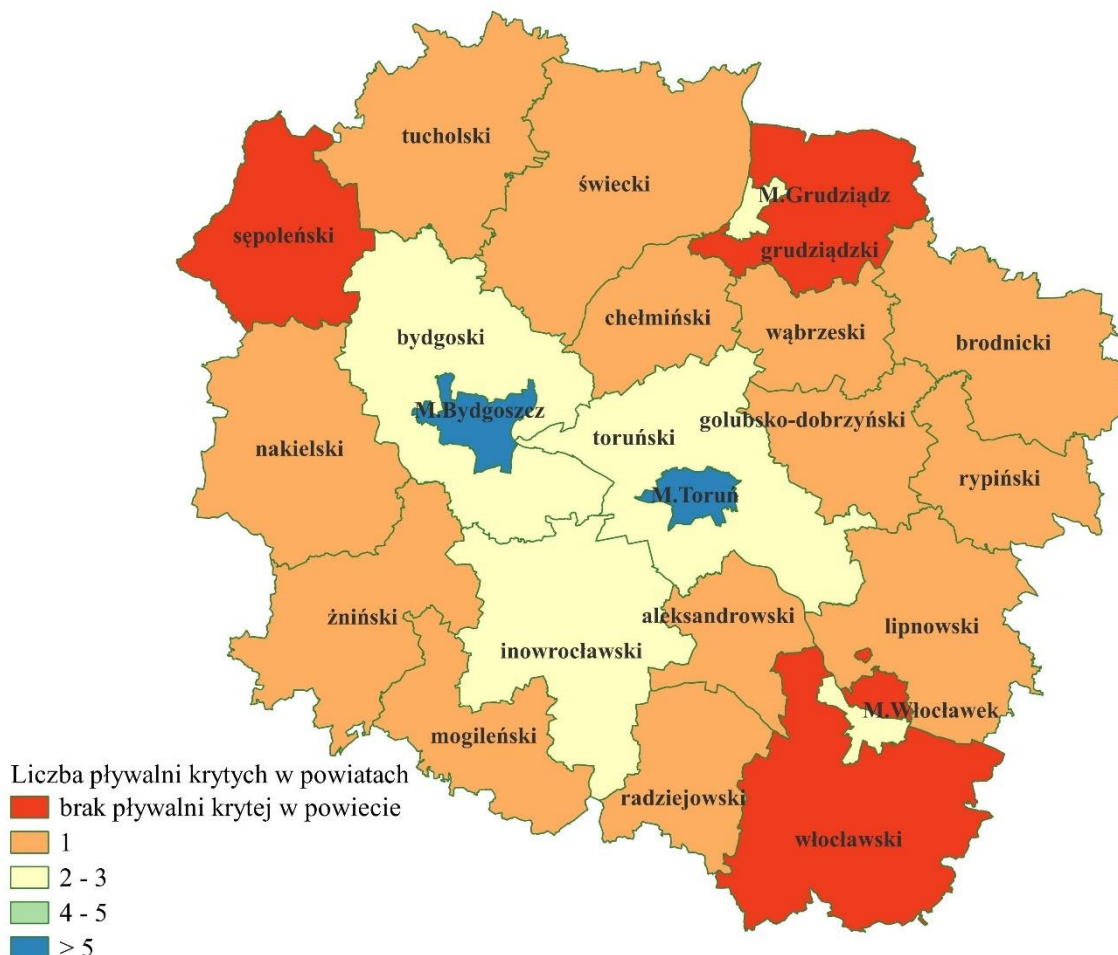 tucholski
świecki
M.Grudziądz
sępoleński
grudziądzki
chełmiński
wąbrzeski
bydgoski
brodnicki
M.Bydgoszcz
golubsko-dobrzyński
toruński
nakielski
rypiński
M.Toruń
żniński
aleksandrowski
lipnowski
inowrocławski
M.Włocławek
mogileński
radziejowski
włocławski
Liczba pływalni krytych w powiatach
brak pływalni krytej w powiecie
1
2 - 3
4 - 5
> 5